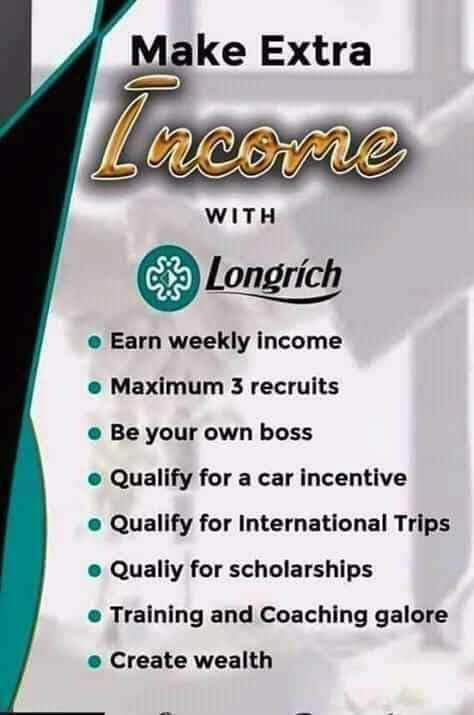 Make Extra
Income
WITH
Longrích
Earn weekly income
Maximum 3 recruits
Be your own boss
Qualify for a car incentive
Qualify for International Trips
Qualiy for scholarships
Training and Coaching galore
Create wealth